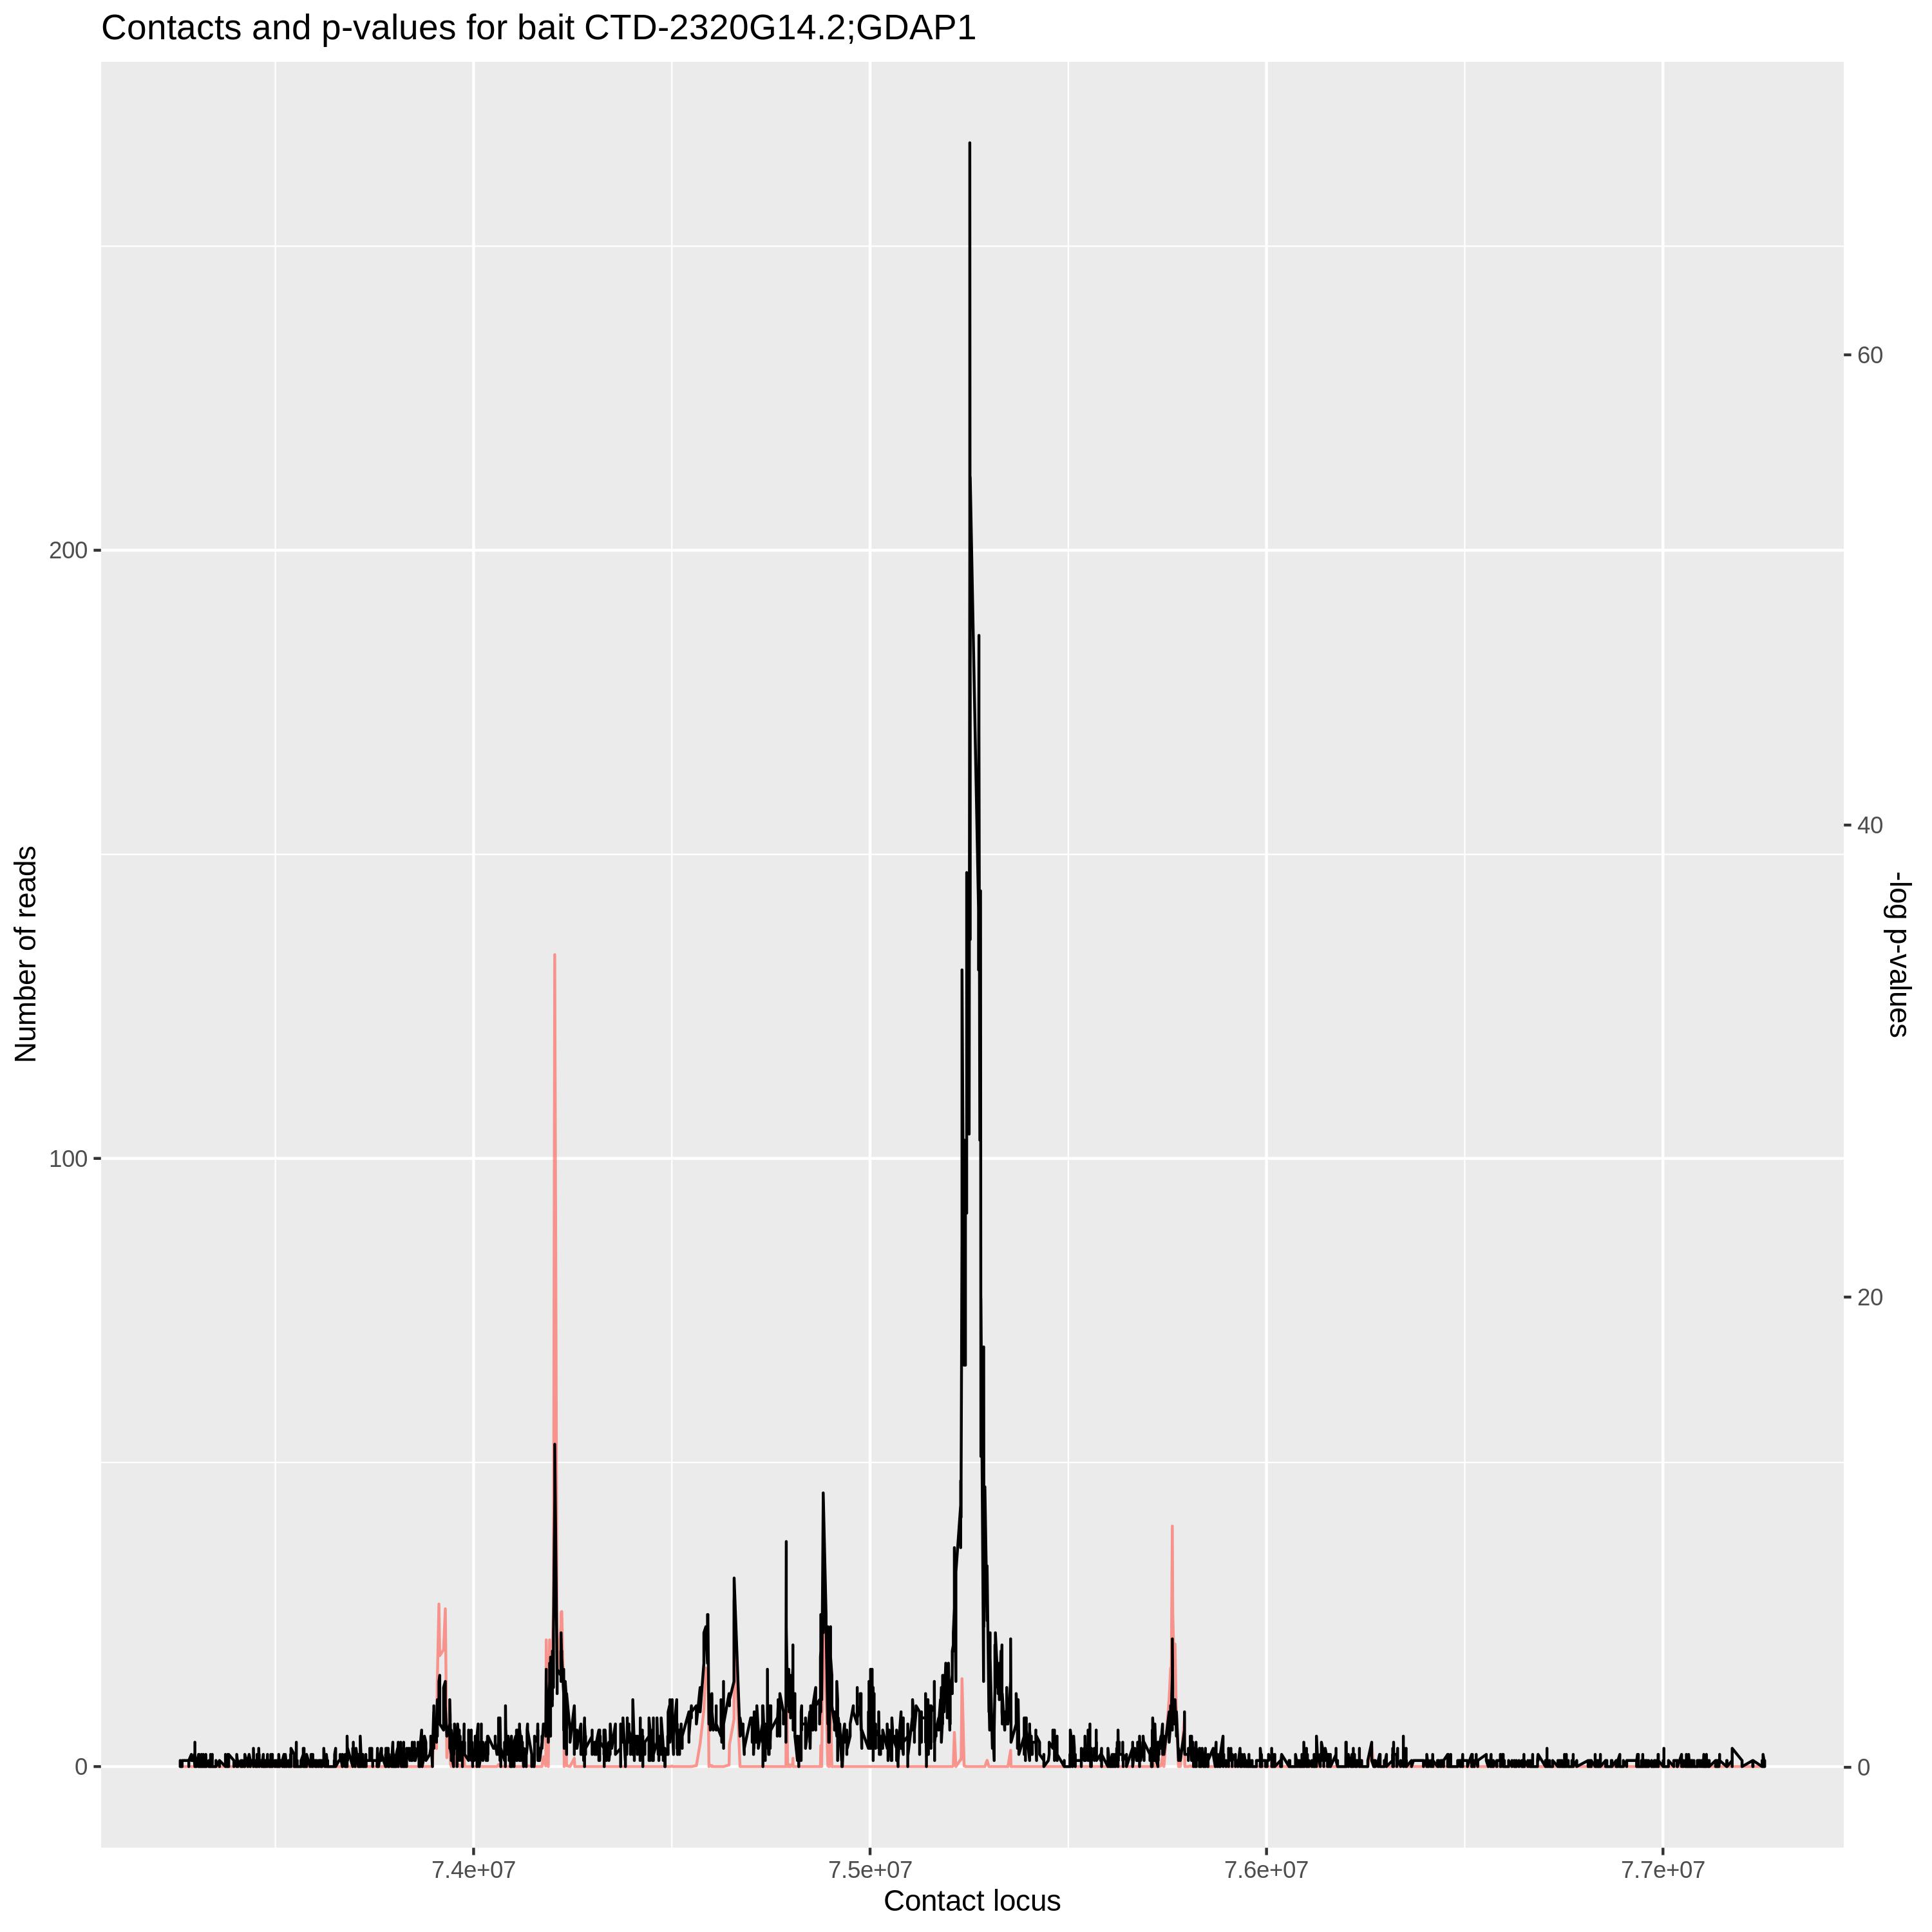 Contacts and p-values for bait CTD-2320G14.2;GDAP1
Number of reads
200
100
0
60
40
20
0
-log p-values
7.4e+07
7.5e+07
7.6e+07
7.7e+07
Contact locus